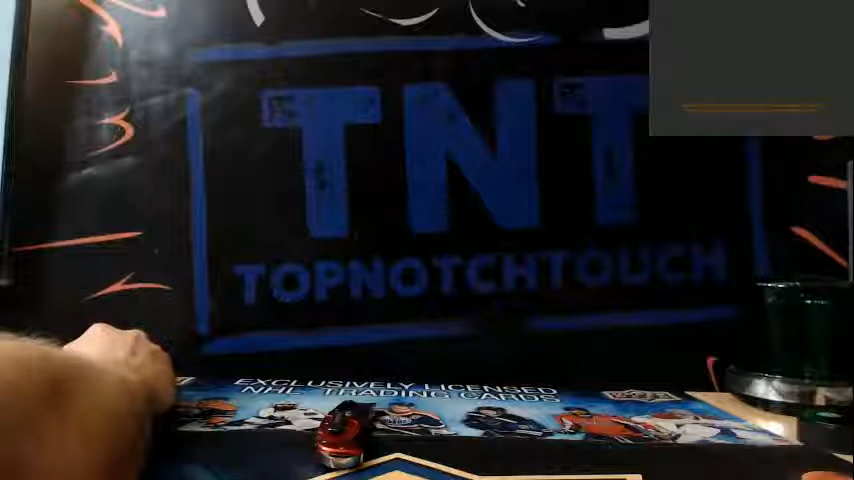 TNT
TOPNOTCHTOUCH
EXCLUSIVELY LICENSED
NHL TRADING CARDS